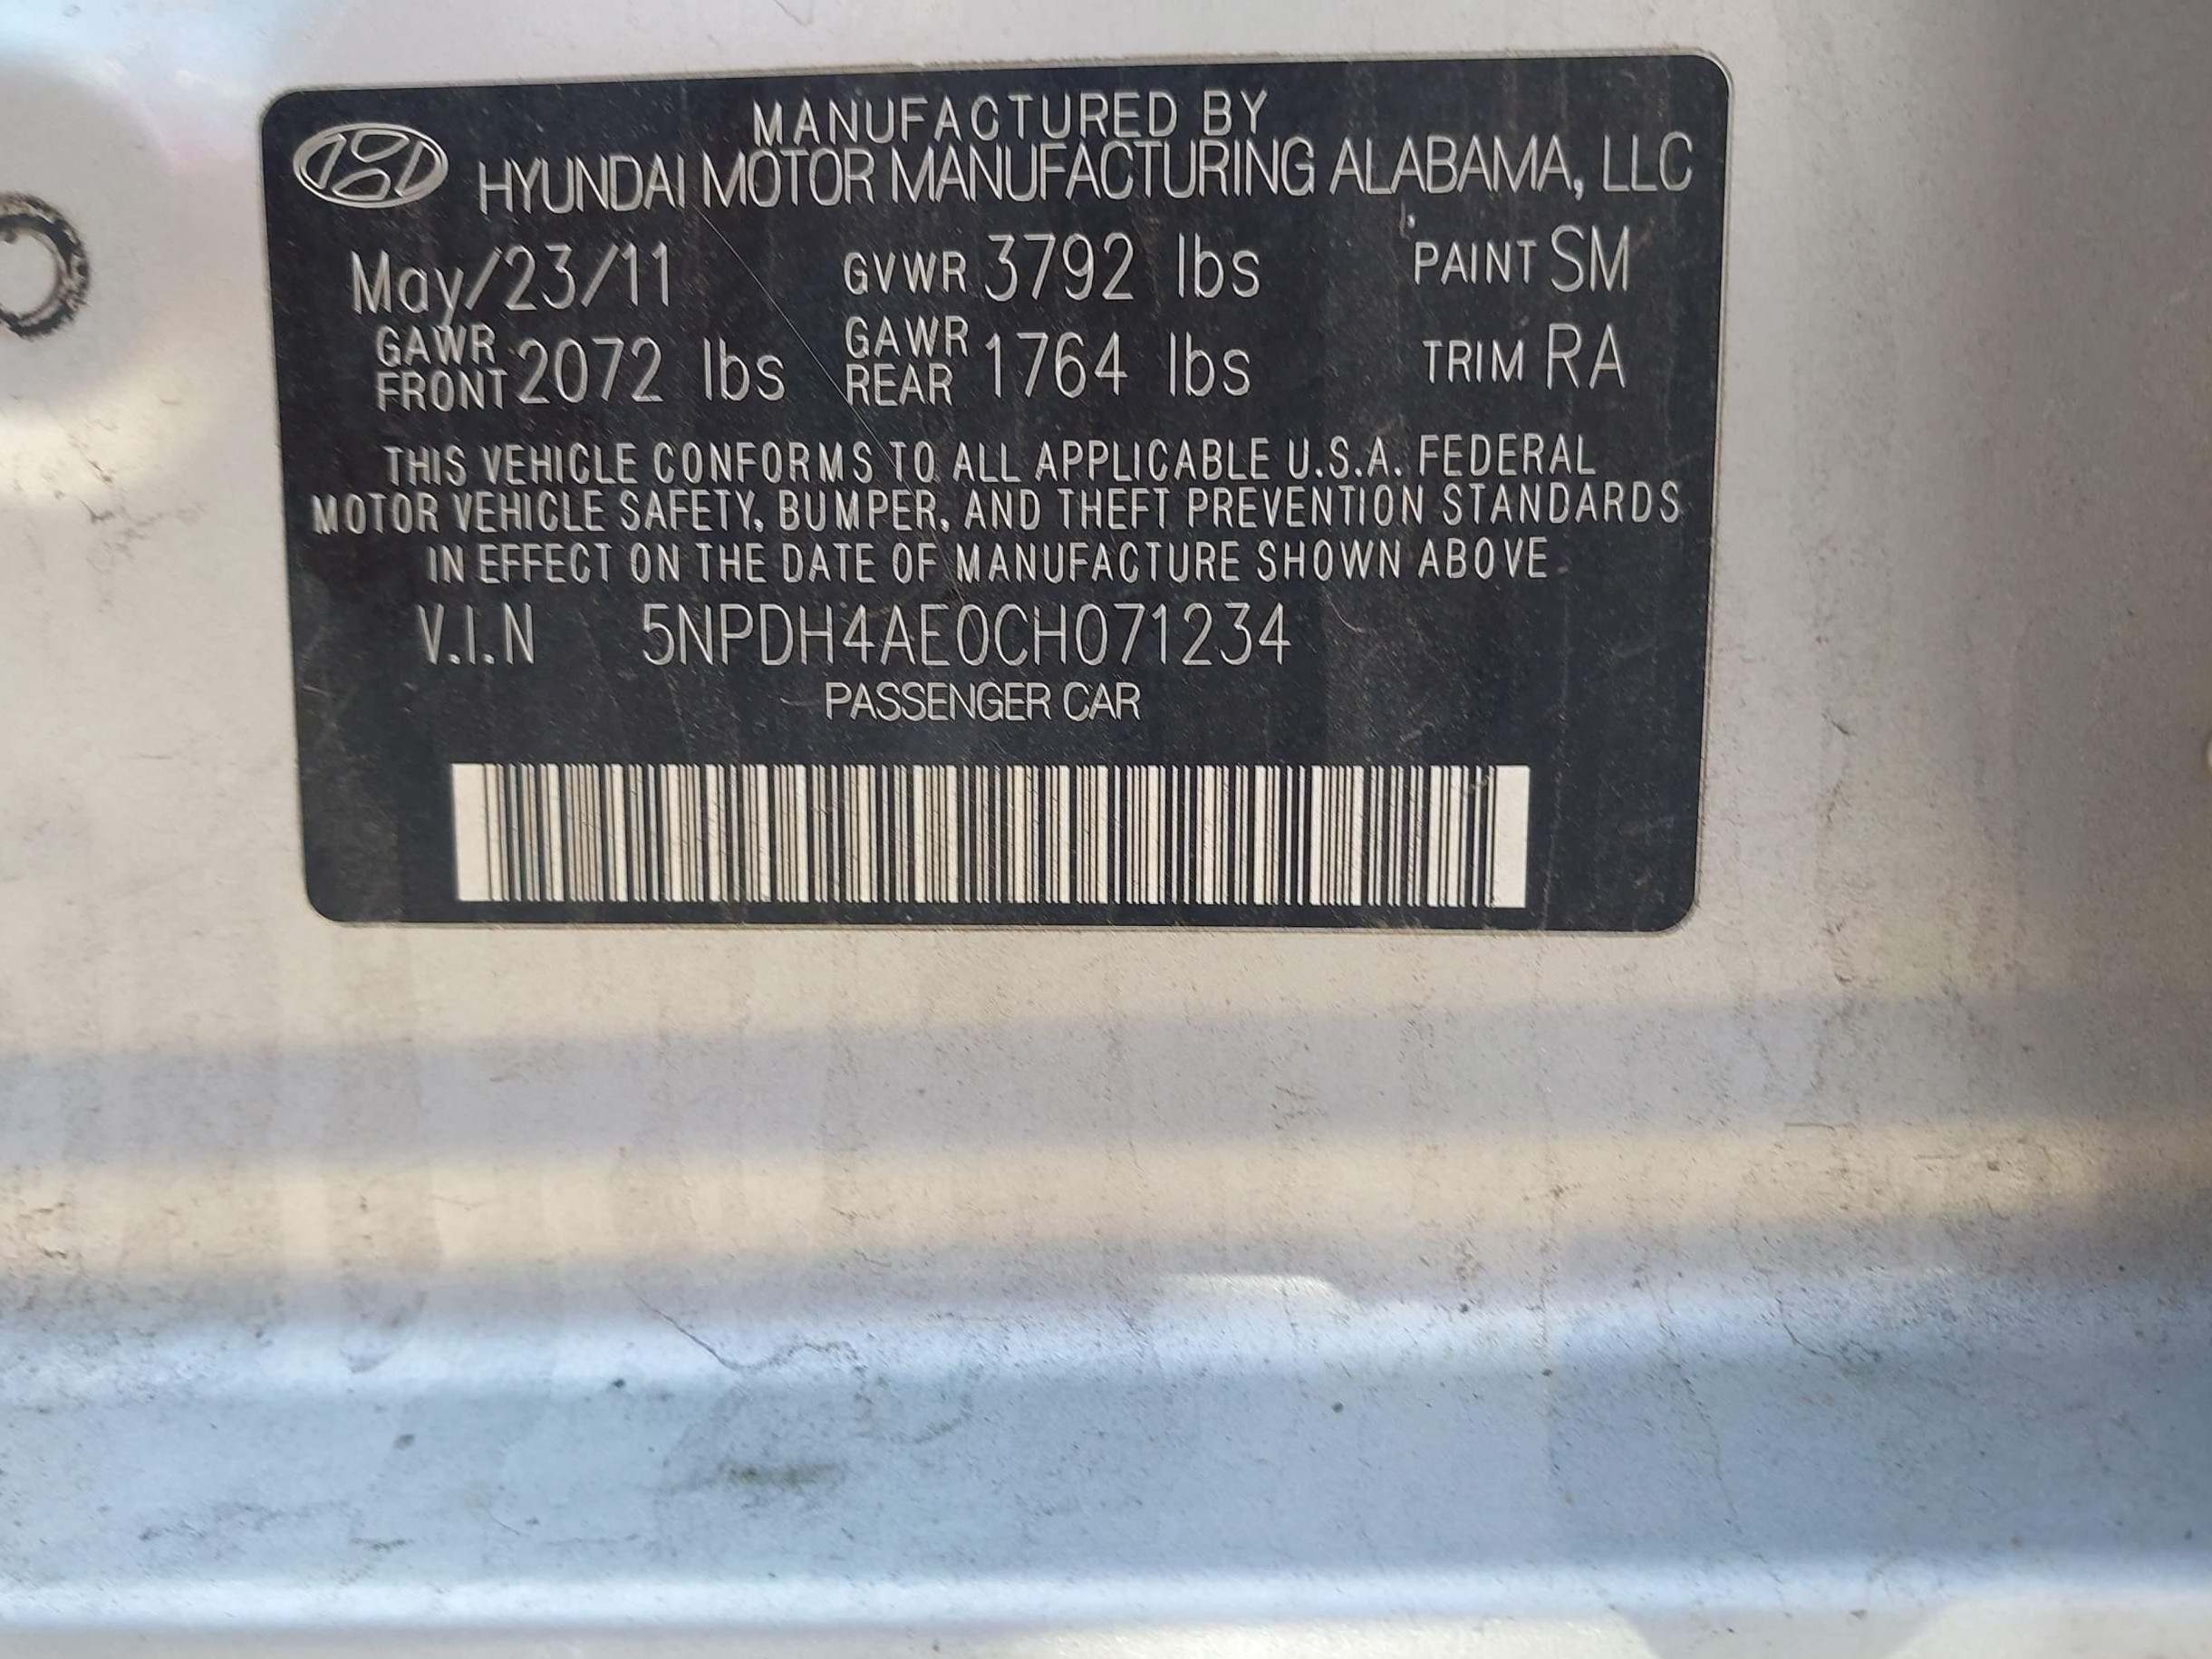 MANUFACTURED BY
HYUNDAI MOTOR MANUFACTURING ALABAMA, LLC
May/23/11 GVWR 3792 lbs PAINT SM
GAWR FRONT 2072 lbs GAWR REAR 1764 lbs TRIM RA
THIS VEHICLE CONFORMS TO ALL APPLICABLE U.S.A. FEDERAL
MOTOR VEHICLE SAFETY, BUMPER, AND THEFT PREVENTION STANDARDS
IN EFFECT ON THE DATE OF MANUFACTURE SHOWN ABOVE
V.I.N 5NPDH4AE0CH071234
PASSENGER CAR